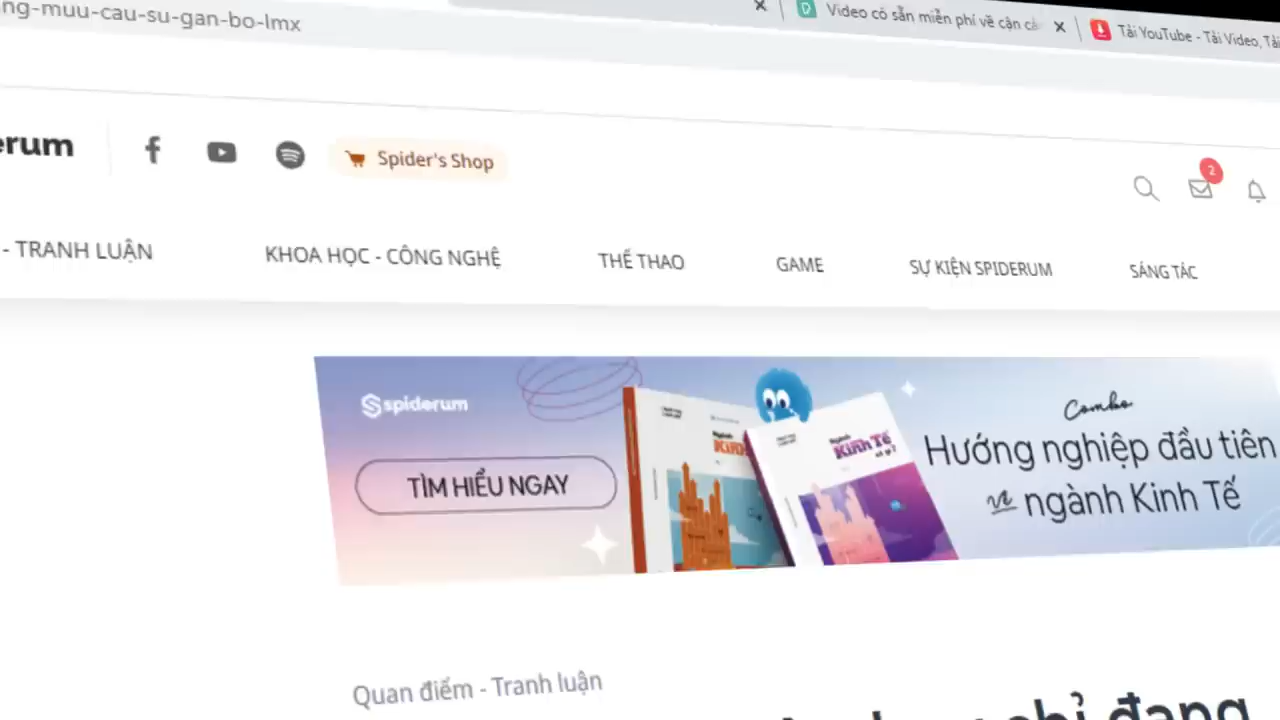 ng-muu-cau-su-gan-bo-lmx
Video có sẵn miễn phí về cận cả
Tải YouTube - Tải Video, Tải
erum
Spider's Shop
2
- TRANH LUẬN
KHOA HỌC - CÔNG NGHỆ
THỂ THAO
GAME
SỰ KIỆN SPIDERUM
SÁNG TÁC
spiderum
TÌM HIỂU NGAY
Kinh Tế
Combo
Hướng nghiệp đầu tiên
về ngành Kinh Tế
Quan điểm - Tranh luận
chỉ đang